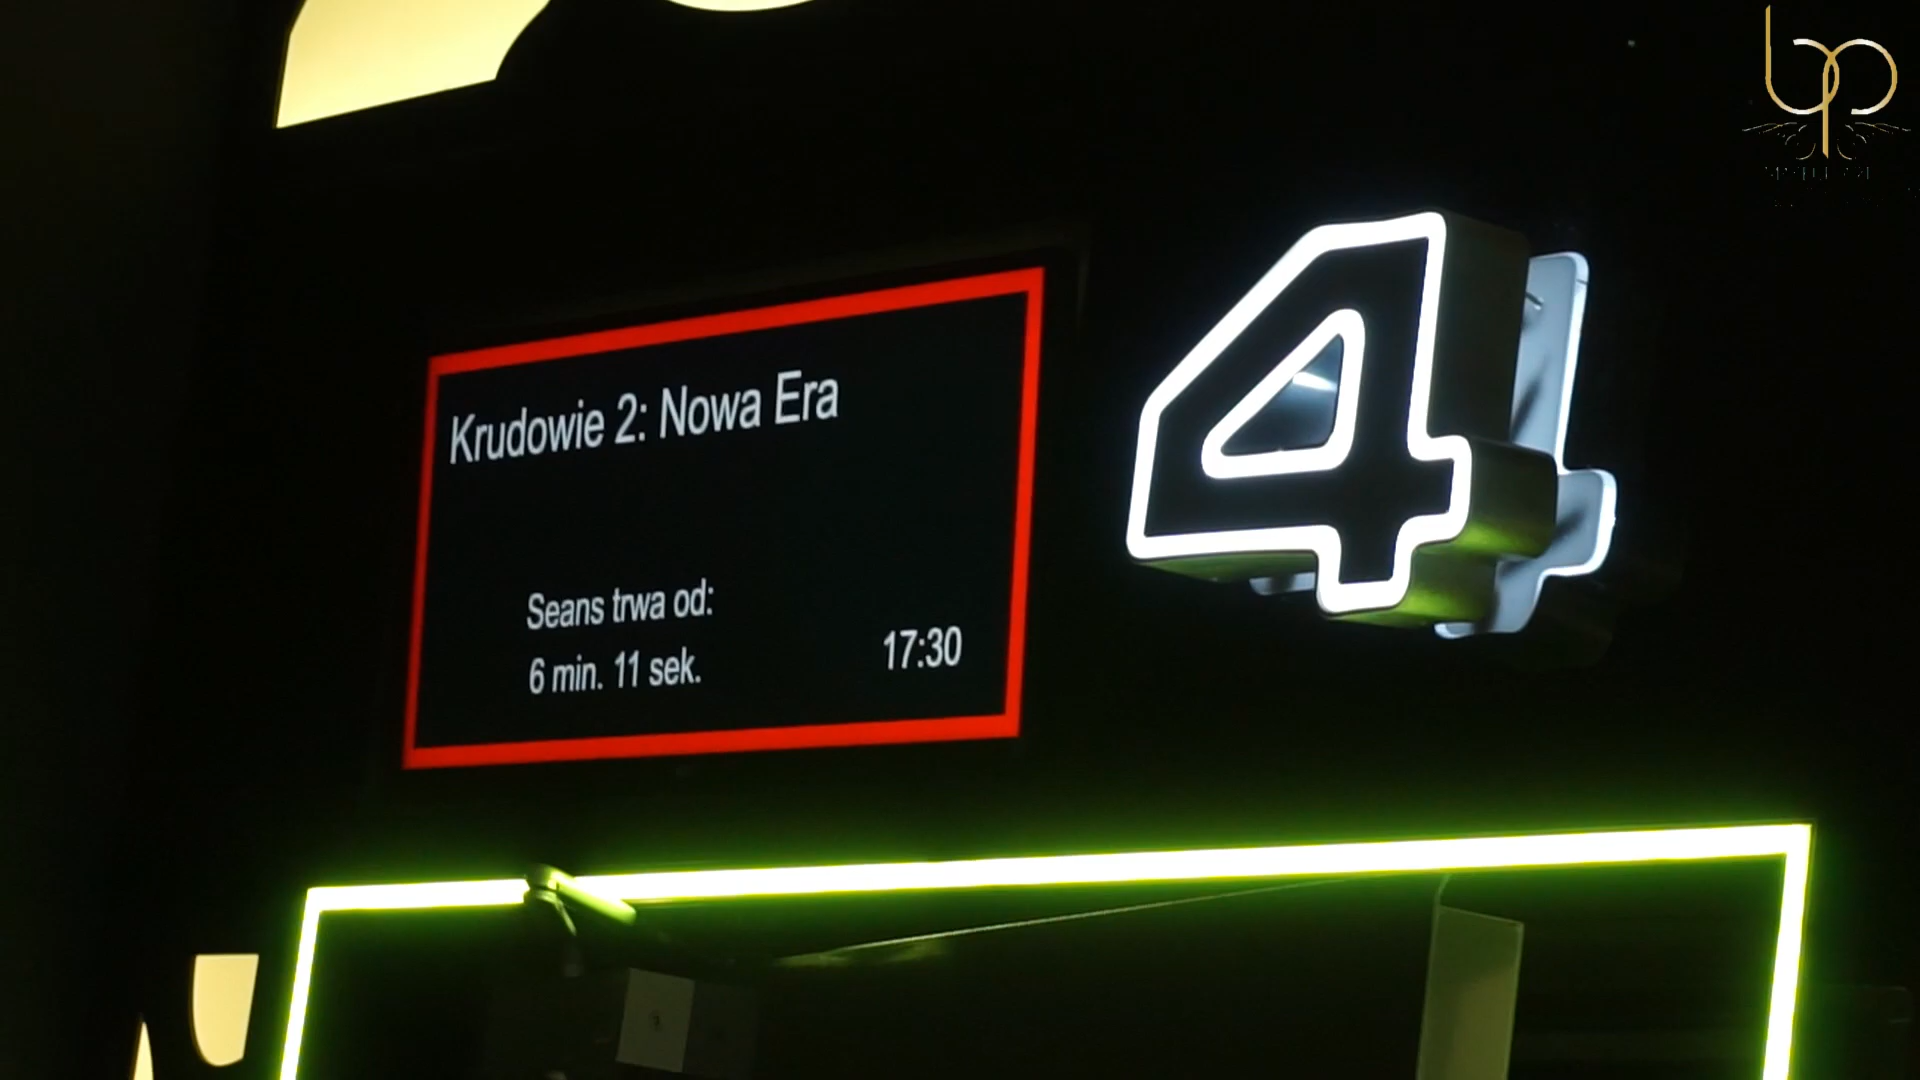 Krudowie 2: Nowa Era
Seans trwa od:
6 min. 11 sek.
17:30
4